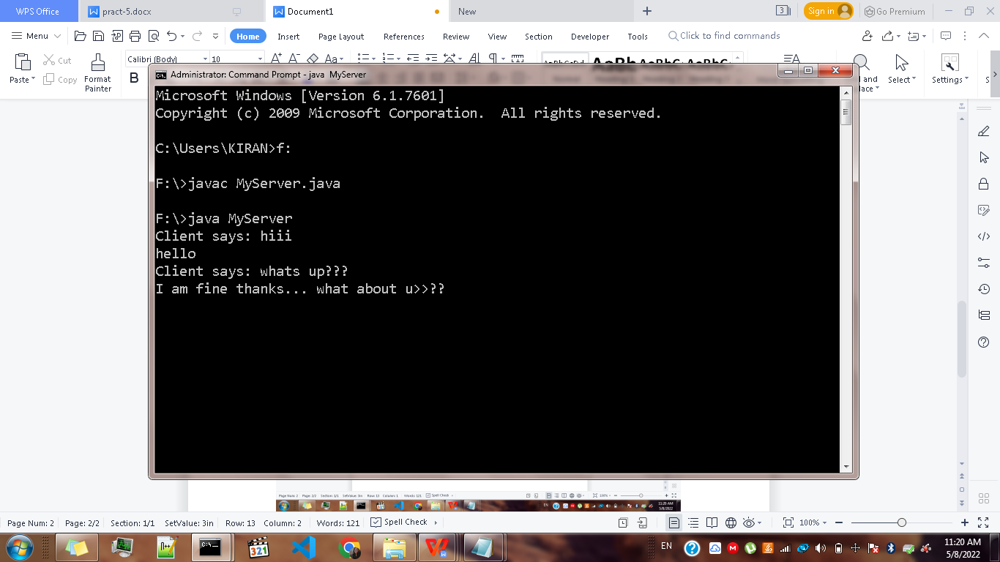 WPS Office
pract-5.docx
Document1
New
3
Sign in
Go Premium
Menu
Home
Insert
Page Layout
References
Review
View
Section
Developer
Tools
Click to find commands
Paste
Cut
Copy
Format
Painter
Calibri (Body)
10
B
Select
Settings
Administrator: Command Prompt - java MyServer
Microsoft Windows [Version 6.1.7601]
Copyright (c) 2009 Microsoft Corporation.  All rights reserved.
C:\Users\KIRAN>f:
F:\>javac MyServer.java
F:\>java MyServer
Client says: hiii
hello
Client says: whats up???
I am fine thanks... what about u>>??
Page Num: 2
Page: 2/2
Section: 1/1
SetValue: 3in
Row: 13
Column: 2
Words: 121
Spell Check
100%
EN
11:20 AM
5/8/2022